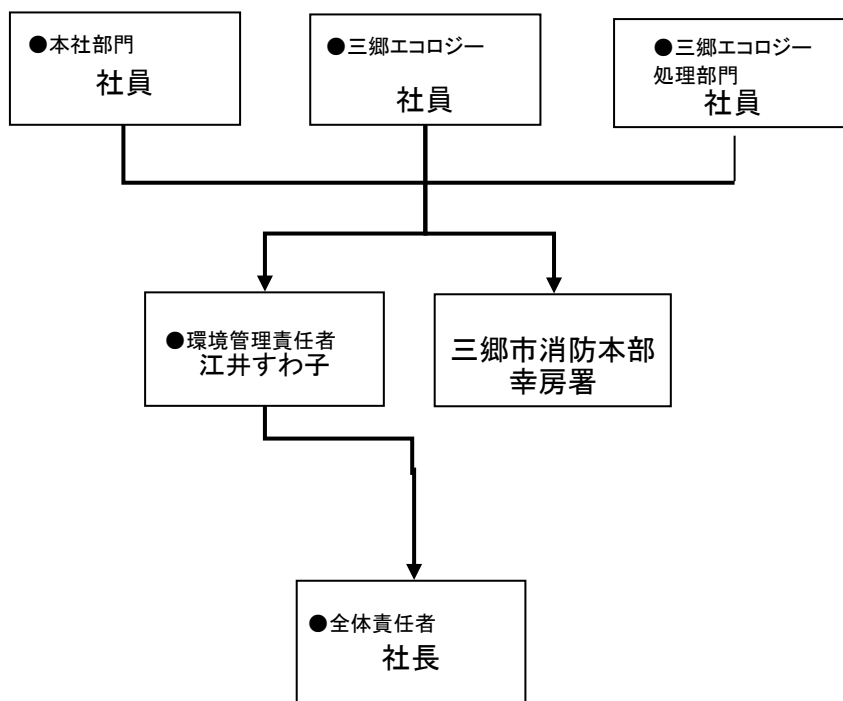 ●本社部門
社員
●三郷エコロジー
社員
●三郷エコロジー
処理部門
社員
●環境管理責任者
江井すわ子
三郷市消防本部
幸房署
●全体責任者
社長